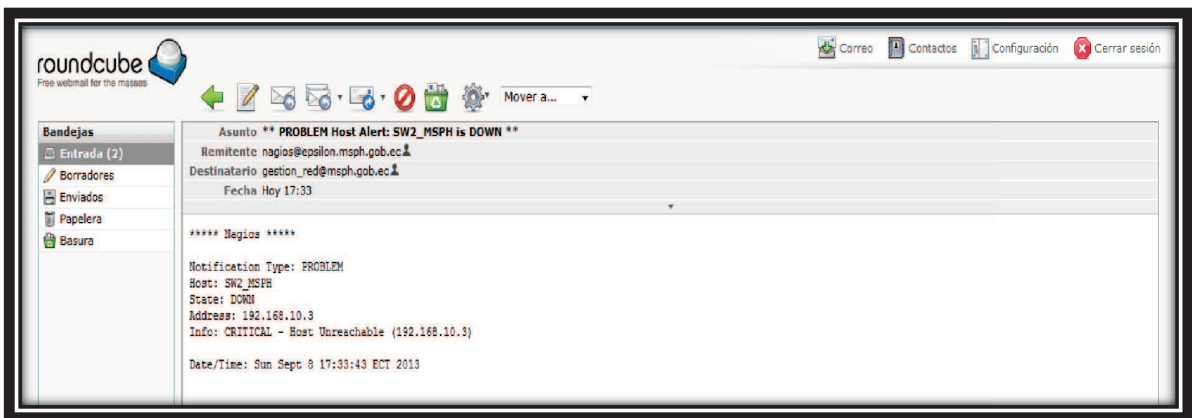 roundcube
Free webmail for the masses
Correo
Contactos
Configuración
Cerrar sesión
Mover a...
Bandejas
Entrada (2)
Borradores
Enviados
Papelera
Basura
Asunto ** PROBLEM Host Alert: SW2_MSPH is DOWN **
Remitente nagios@epsilon.msph.gob.ec
Destinatario gestion_red@msph.gob.ec
Fecha Hoy 17:33
***** Nagios *****
Notification Type: PROBLEM
Host: SW2_MSPH
State: DOWN
Address: 192.168.10.3
Info: CRITICAL - Host Unreachable (192.168.10.3)
Date/Time: Sun Sept 8 17:33:43 ECT 2013